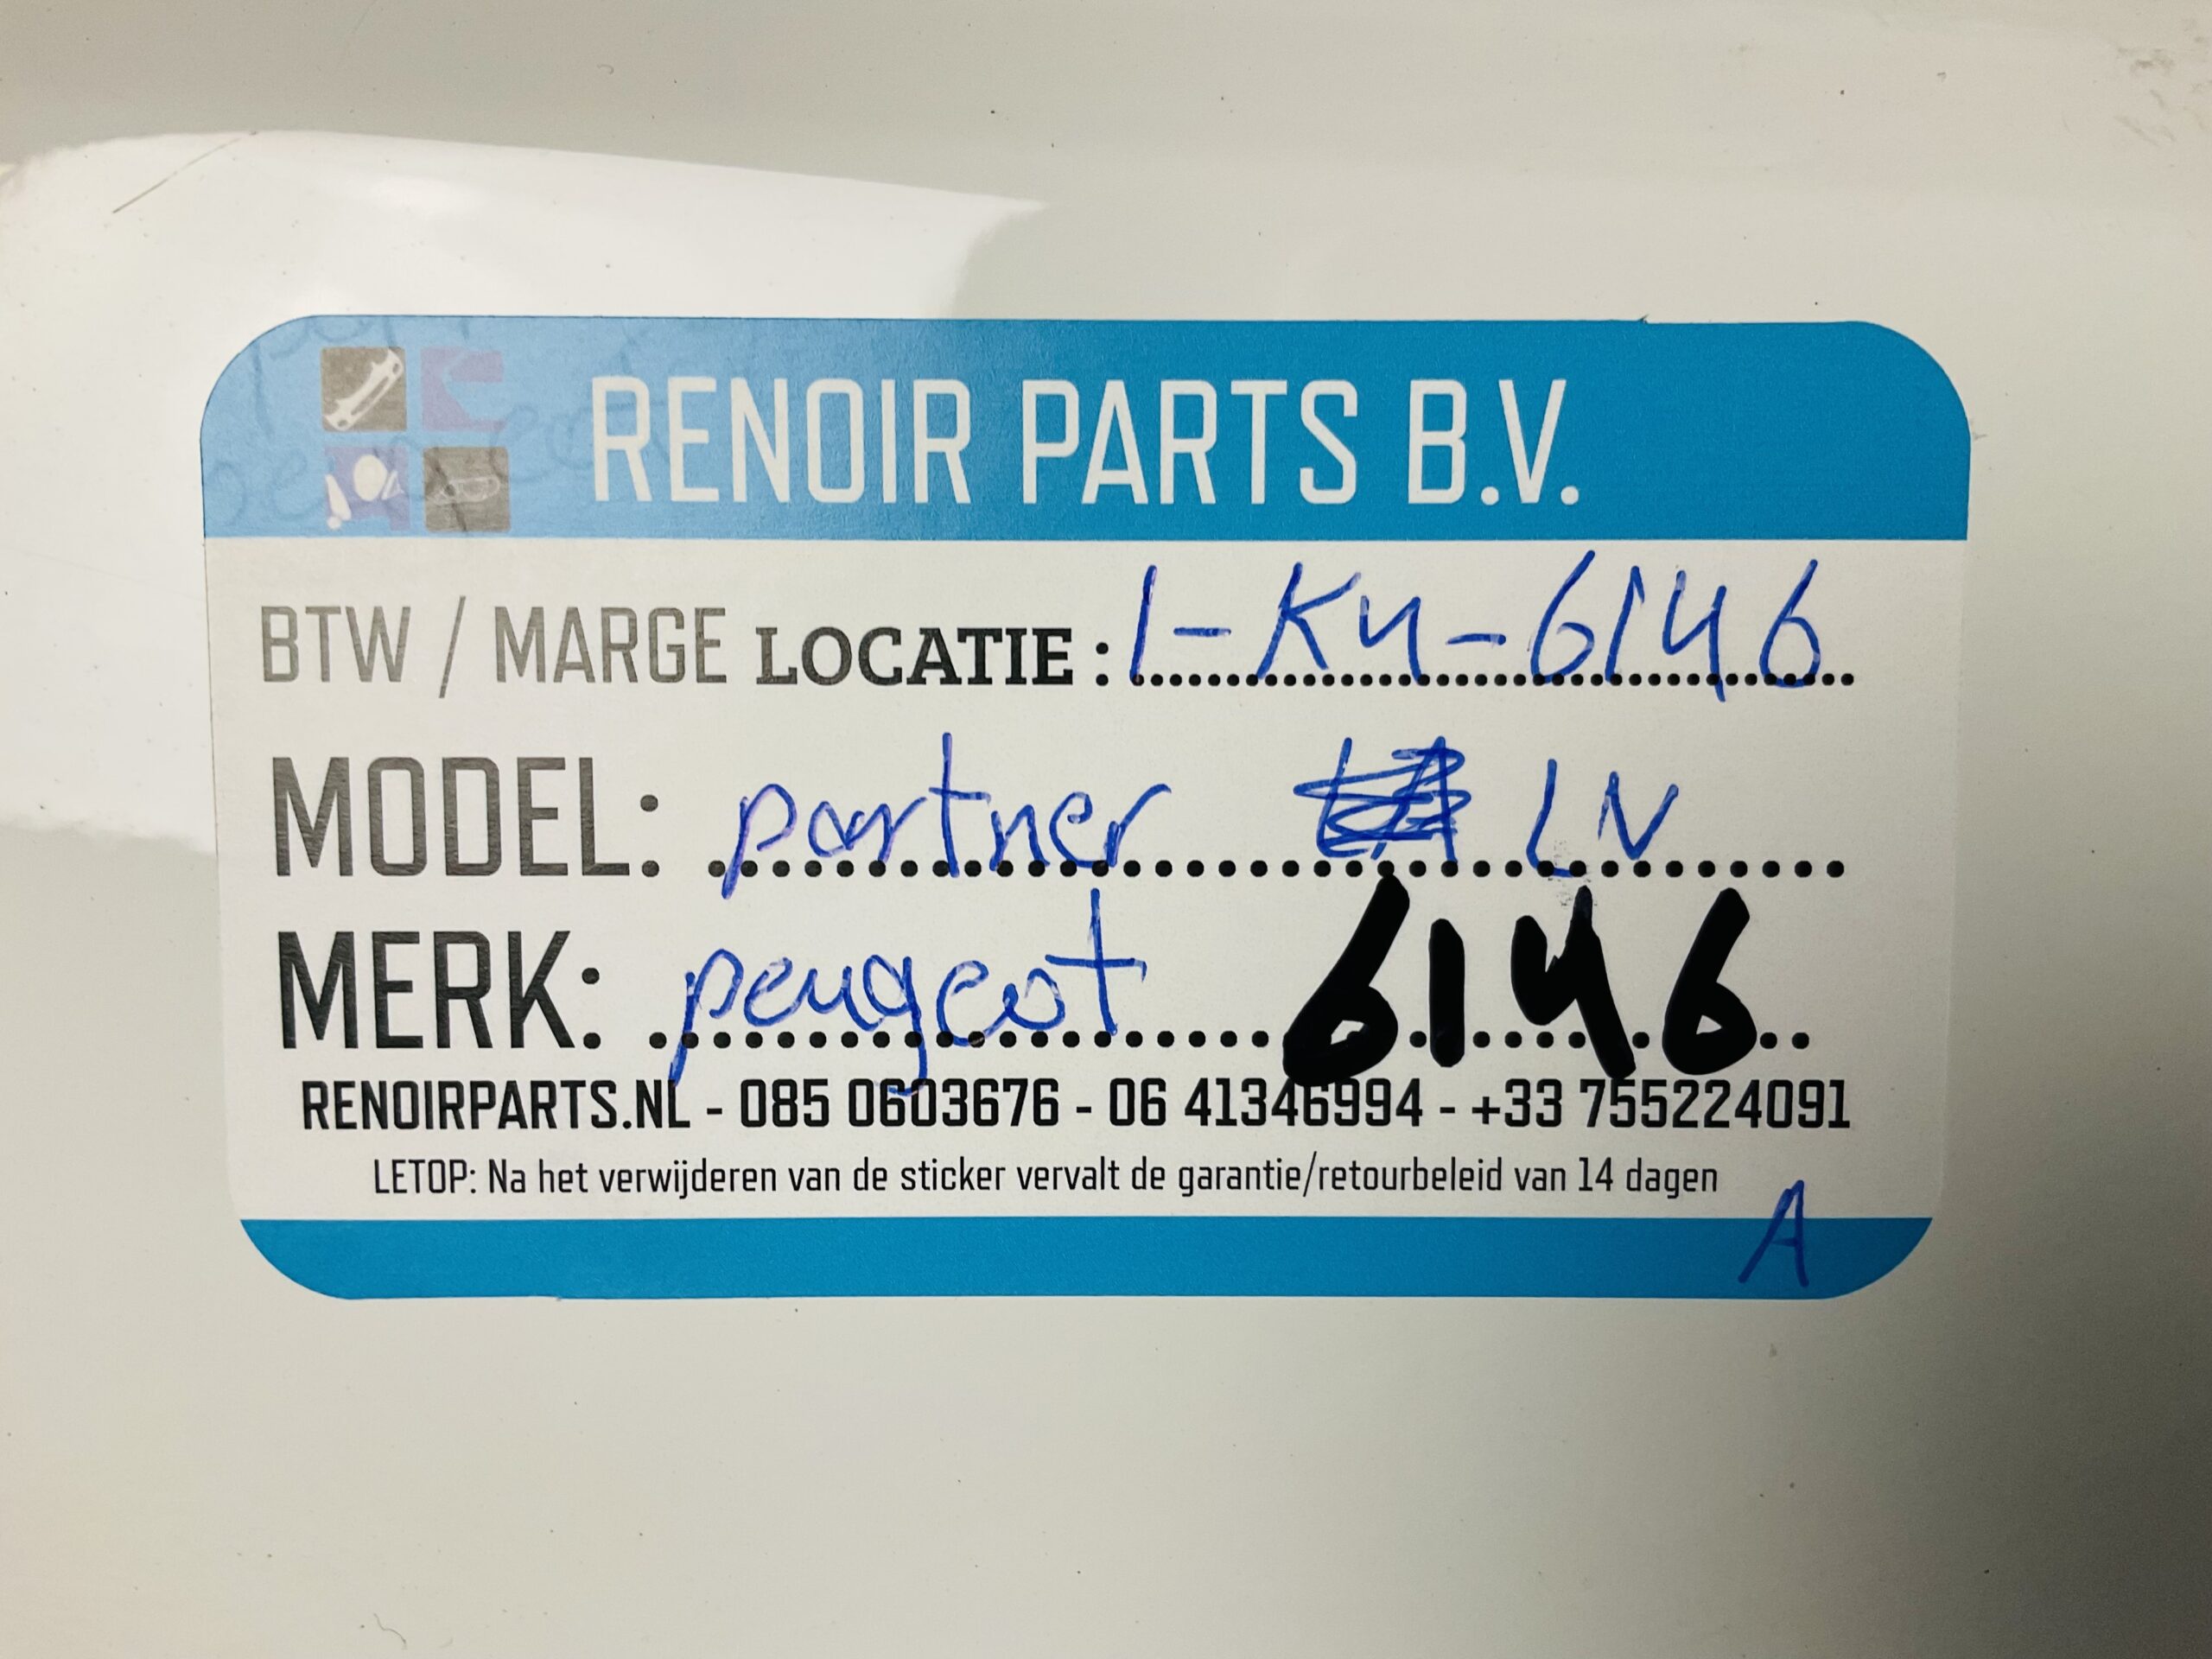 RENOIR PARTS B.V.
BTW / MARGE LOCATIE : 1-K4-6146
MODEL: partner LV
MERK: peugeot 6146
RENOIRPARTS.NL - 085 0603676 - 06 41346994 - +33 755224091
LETOP: Na het verwijderen van de sticker vervalt de garantie/retourbeleid van 14 dagen
A